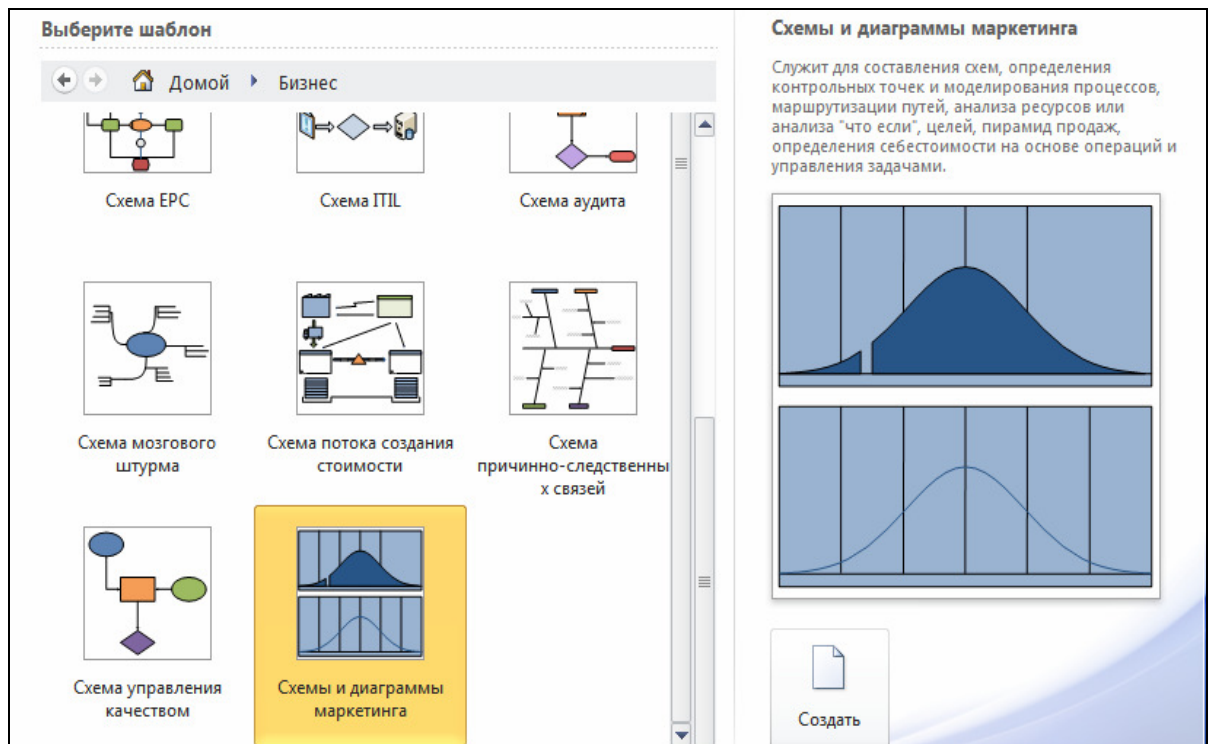 Выберите шаблон
Домой
Бизнес
Схема EPC
Схема ITIL
Схема аудита
Схема мозгового
штурма
Схема потока создания
стоимости
Схема
причинно-следственны
х связей
Схема управления
качеством
Схемы и диаграммы
маркетинга
Схемы и диаграммы маркетинга
Служит для составления схем, определения
контрольных точек и моделирования процессов,
маршрутизации путей, анализа ресурсов или
анализа "что если", целей, пирамид продаж,
определения себестоимости на основе операций и
управления задачами.
Создать